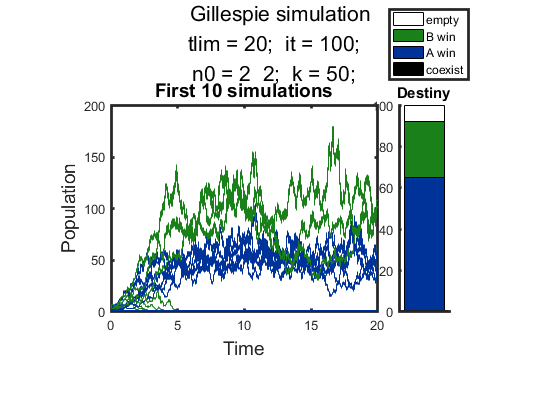 Gillespie simulation
tlim = 20;  it = 100;
n0 = 2  2;  k = 50;
empty
B win
A win
coexist
First 10 simulations
Destiny
200
150
100
50
0
Population
0
5
10
15
20
Time
100
80
60
40
20
0